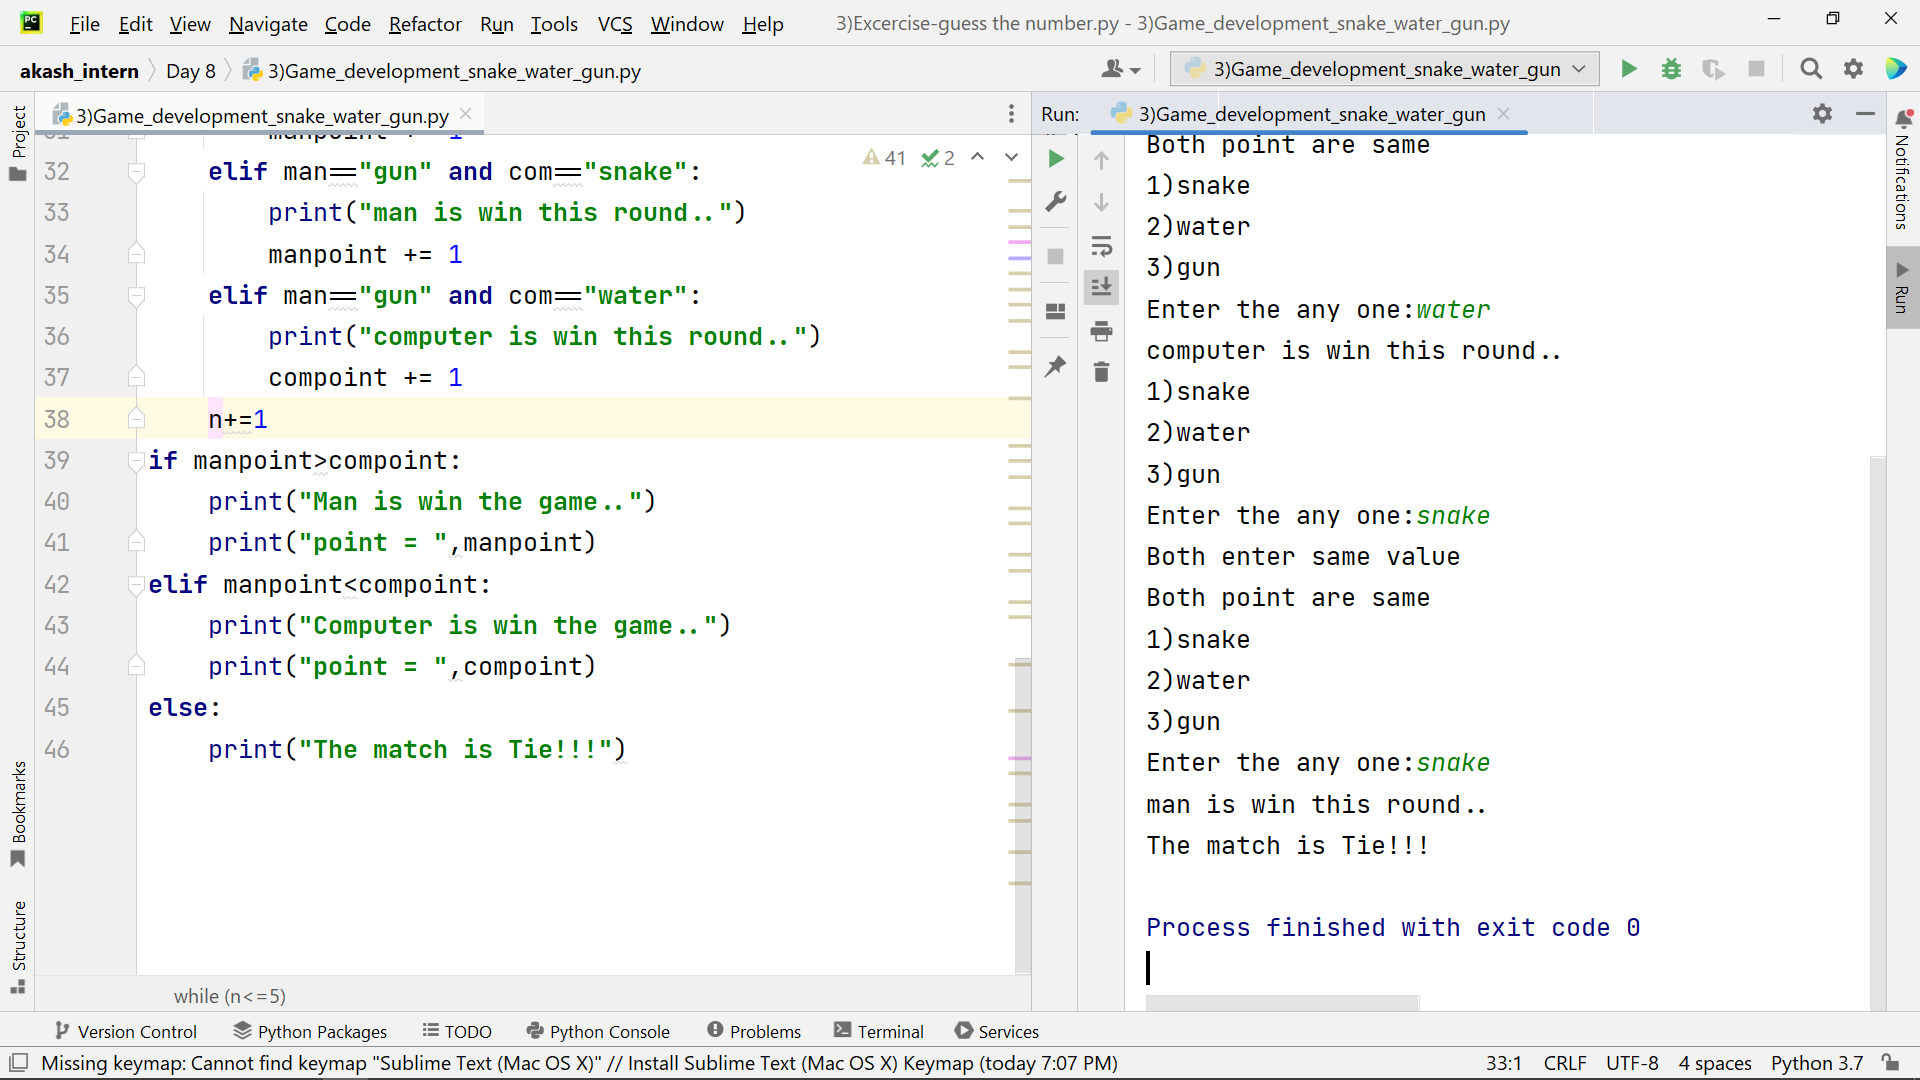 File Edit View Navigate Code Refactor Run Tools VCS Window Help 3)Excercise-guess the number.py - 3)Game_development_snake_water_gun.py
akash_intern Day 8 3)Game_development_snake_water_gun.py 3)Game_development_snake_water_gun
Project
3)Game_development_snake_water_gun.py
41 2
32 elif man=="gun" and com=="snake":
33 print("man is win this round..")
34 manpoint += 1
35 elif man=="gun" and com=="water":
36 print("computer is win this round..")
37 compoint += 1
38 n+=1
39 if manpoint>compoint:
40 print("Man is win the game..")
41 print("point = ",manpoint)
42 elif manpoint<compoint:
43 print("Computer is win the game..")
44 print("point = ",compoint)
45 else:
46 print("The match is Tie!!!")
while (n<=5)
Bookmarks
Structure
Run: 3)Game_development_snake_water_gun
Both point are same
1)snake
2)water
3)gun
Enter the any one:water
computer is win this round..
1)snake
2)water
3)gun
Enter the any one:snake
Both enter same value
Both point are same
1)snake
2)water
3)gun
Enter the any one:snake
man is win this round..
The match is Tie!!!
Process finished with exit code 0
Notifications
Run
Version Control Python Packages TODO Python Console Problems Terminal Services
Missing keymap: Cannot find keymap "Sublime Text (Mac OS X)" // Install Sublime Text (Mac OS X) Keymap (today 7:07 PM) 33:1 CRLF UTF-8 4 spaces Python 3.7